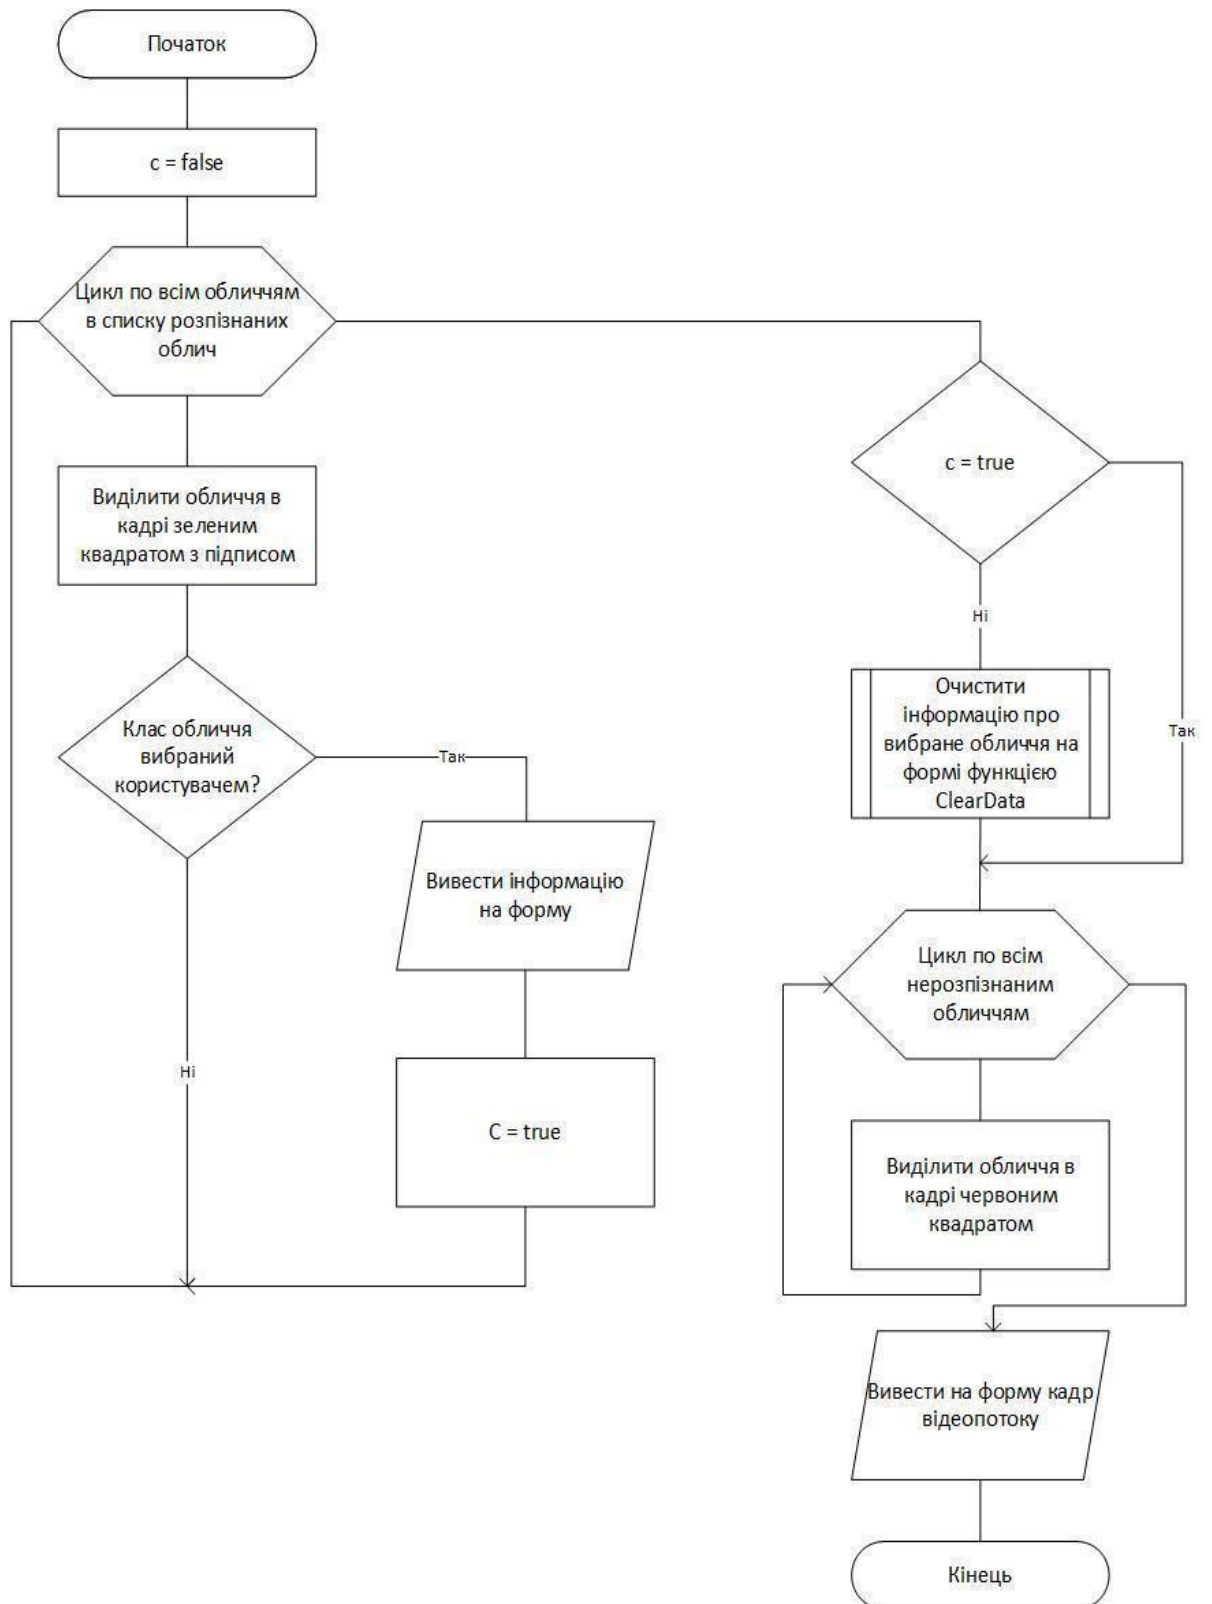 Початок
c = false
Цикл по всім обличчям
в списку розпізнаних
облич
Виділити обличчя в
кадрі зеленим
квадратом з підписом
Клас обличчя
вибраний
користувачем?
Так
Вивести інформацію
на форму
Ні
C = true
c = true
Ні
Так
Очистити
інформацію про
вибране обличчя на
формі функцією
ClearData
Цикл по всім
нерозпізнаним
обличчям
Виділити обличчя в
кадрі червоним
квадратом
Вивести на форму кадр
відеопотоку
Кінець